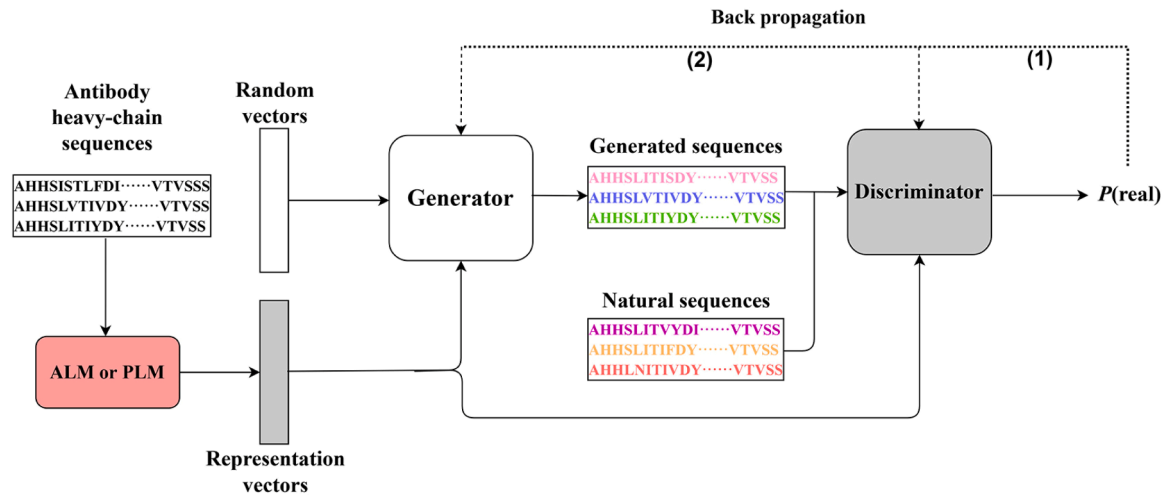 Back propagation
(2)
(1)
Antibody
heavy-chain
sequences
AHHSISTLFDI······VTVSSS
AHHSLVTIVDY······VTVSS
AHHSLITIYDY······VTVSS
Random
vectors
Generator
Generated sequences
AHHSLITISDY······VTVSS
AHHSLVTIVDY······VTVSS
AHHSLITIYDY······VTVSS
Discriminator
P(real)
Natural sequences
AHHSLITVYDI······VTVSS
AHHSLITIFDY······VTVSS
AHHLNITIVDY······VTVSS
ALM or PLM
Representation
vectors